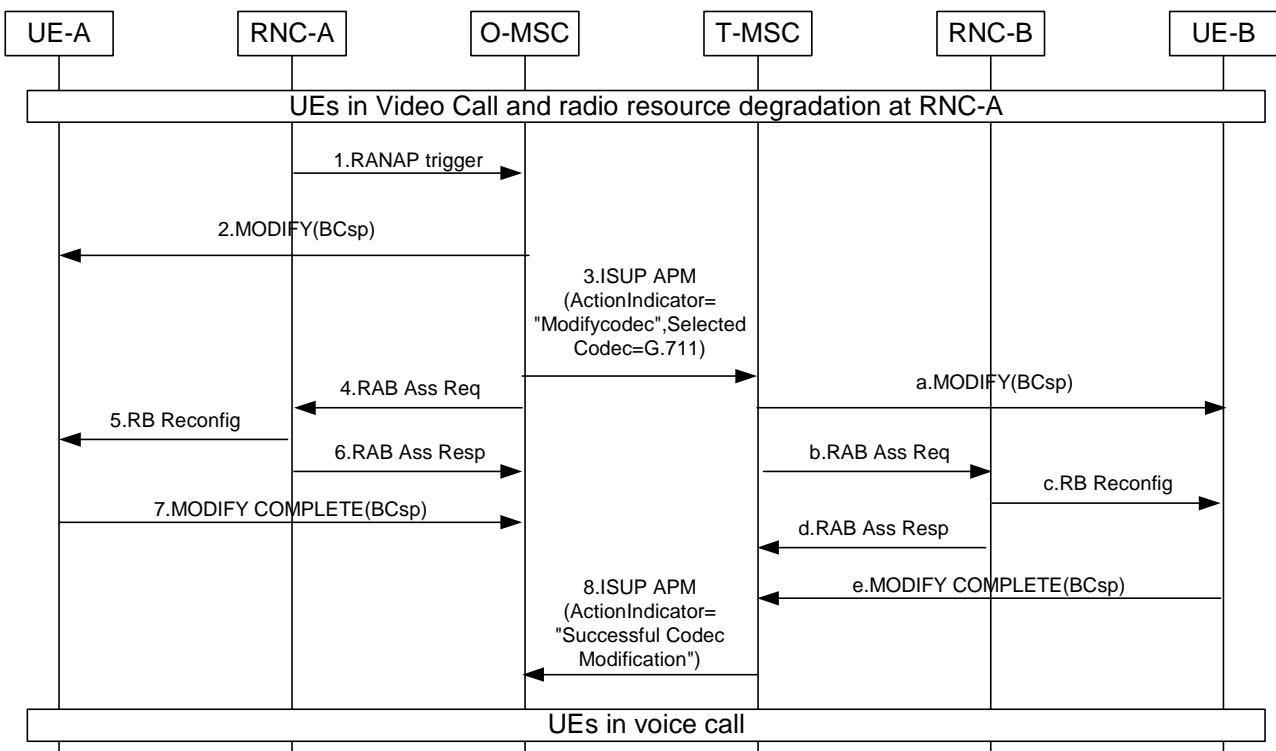 UE-A
RNC-A
O-MSC
T-MSC
RNC-B
UE-B
UEs in Video Call and radio resource degradation at RNC-A
1.RANAP trigger
2.MODIFY(BCsp)
3.ISUP APM
(ActionIndicator=
"Modifycodec",Selected
Codec=G.711)
4.RAB Ass Req
a.MODIFY(BCsp)
5.RB Reconfig
6.RAB Ass Resp
b.RAB Ass Req
c.RB Reconfig
7.MODIFY COMPLETE(BCsp)
d.RAB Ass Resp
8.ISUP APM
(ActionIndicator=
"Successful Codec
Modification")
e.MODIFY COMPLETE(BCsp)
UEs in voice call